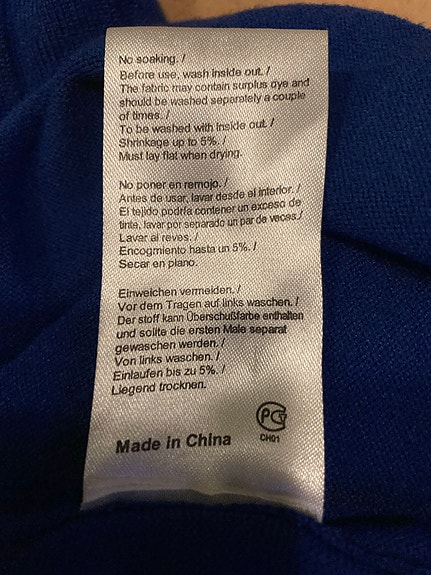 No soaking. /
Before use, wash inside out. /
The fabric may contain surplus dye and
should be washed separately a couple
of times. /
To be washed with inside out. /
Shrinkage up to 5%. /
Must lay flat when drying.
No poner en remojo. /
Antes de usar, lavar desde el interior. /
El tejido podría contener un exceso de
tinte, lavar por separado un par de veces./
Lavar al reves. /
Encogmiento hasta un 5%. /
Secar en plano.
Einweichen vermeiden. /
Vor dem Tragen auf links waschen. /
Der stoff kann Überschußfarbe enthalten
und sollte die ersten Male separat
gewaschen werden. /
Von links waschen. /
Einlaufen bis zu 5%. /
Liegend trocknen.
Made in China
PG
CH01